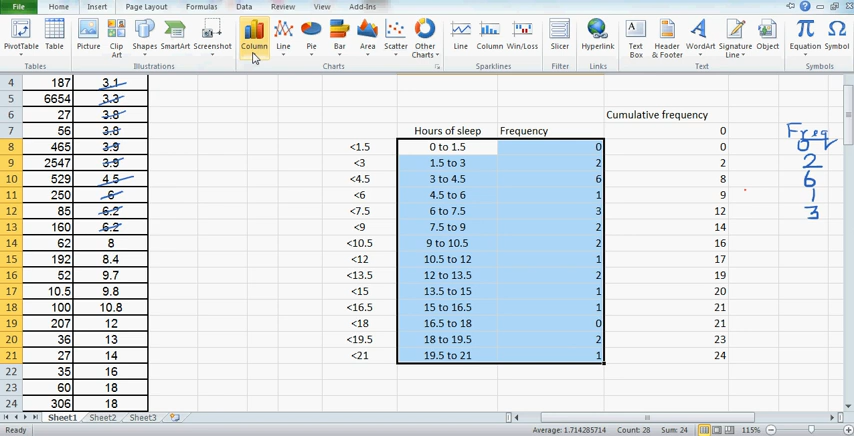 File Home Insert Page Layout Formulas Data Review View Add-Ins
PivotTable Table Picture Clip Art Shapes SmartArt Screenshot Column Line Pie Bar Area Scatter Other Charts Line Column Win/Loss Slicer Hyperlink Text Box Header & Footer WordArt Signature Line Object Equation Symbol
Tables Illustrations Charts Sparklines Filter Links Text Symbols
4 187 3.1
5 6654 3.3
6 27 3.8 Cumulative frequency
7 56 3.8 Hours of sleep Frequency 0 Freq
8 465 3.9 <1.5 0 to 1.5 0 0 0
9 2547 3.9 <3 1.5 to 3 2 2 2
10 529 4.5 <4.5 3 to 4.5 6 8 6
11 250 6 <6 4.5 to 6 1 9 1
12 85 6.2 <7.5 6 to 7.5 3 12 3
13 160 6.2 <9 7.5 to 9 2 14
14 62 8 <10.5 9 to 10.5 2 16
15 192 8.4 <12 10.5 to 12 1 17
16 52 9.7 <13.5 12 to 13.5 2 19
17 10.5 9.8 <15 13.5 to 15 1 20
18 100 10.8 <16.5 15 to 16.5 1 21
19 207 12 <18 16.5 to 18 0 21
20 36 13 <19.5 18 to 19.5 2 23
21 27 14 <21 19.5 to 21 1 24
22 35 16
23 60 18
24 306 18
Sheet1 Sheet2 Sheet3
Ready Average: 1.714285714 Count: 28 Sum: 24 115%